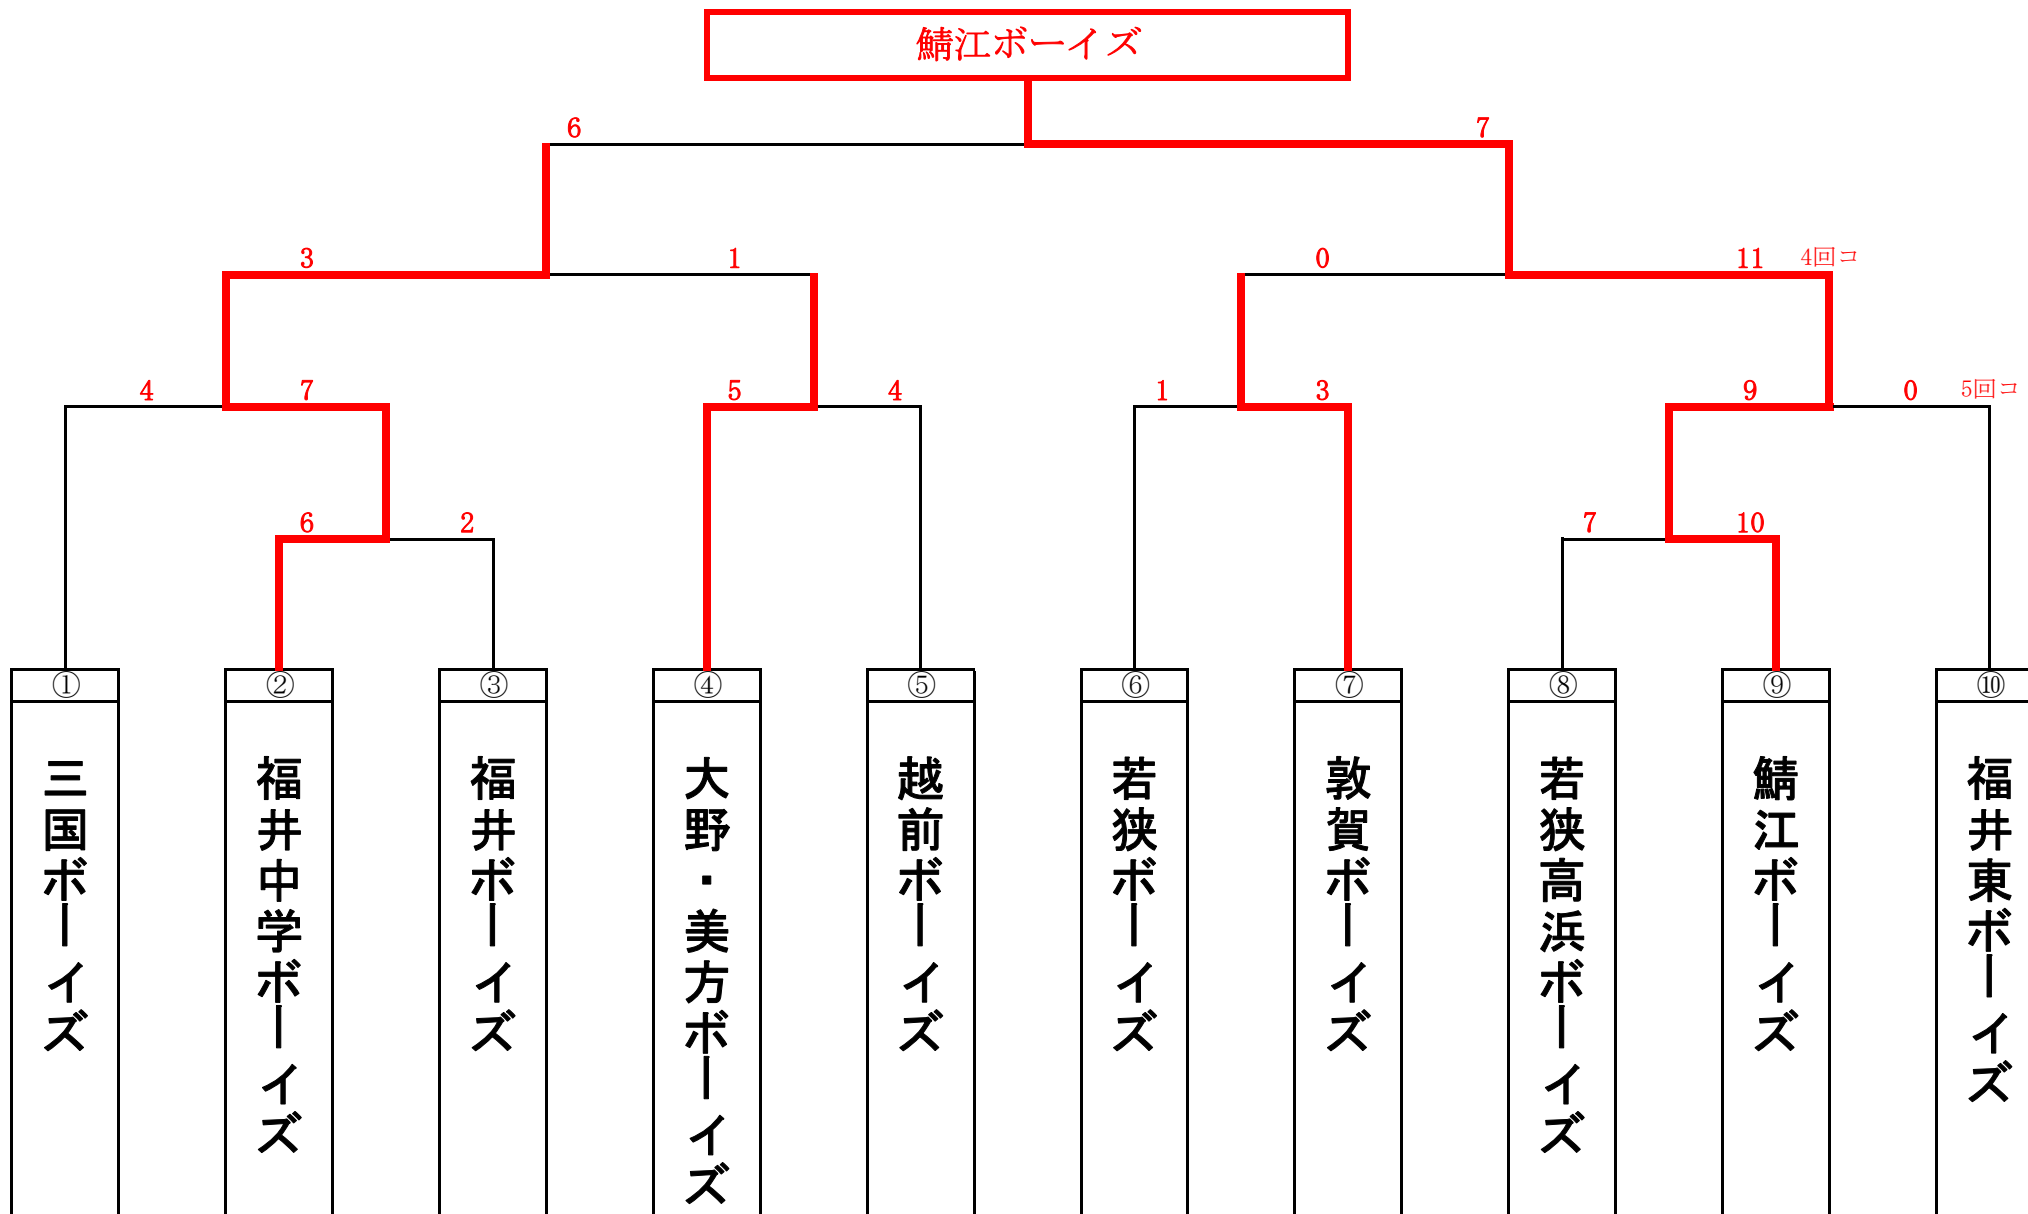 鯖江ボーイズ
6 7
3 1 0 11 4回コ
4 7 5 4 1 3 9 0 5回コ
6 2 7 10
① ② ③ ④ ⑤ ⑥ ⑦ ⑧ ⑨ ⑩
三国ボーイズ
福井中学ボーイズ
福井ボーイズ
大野・美方ボーイズ
越前ボーイズ
若狭ボーイズ
敦賀ボーイズ
若狭高浜ボーイズ
鯖江ボーイズ
福井東ボーイズ